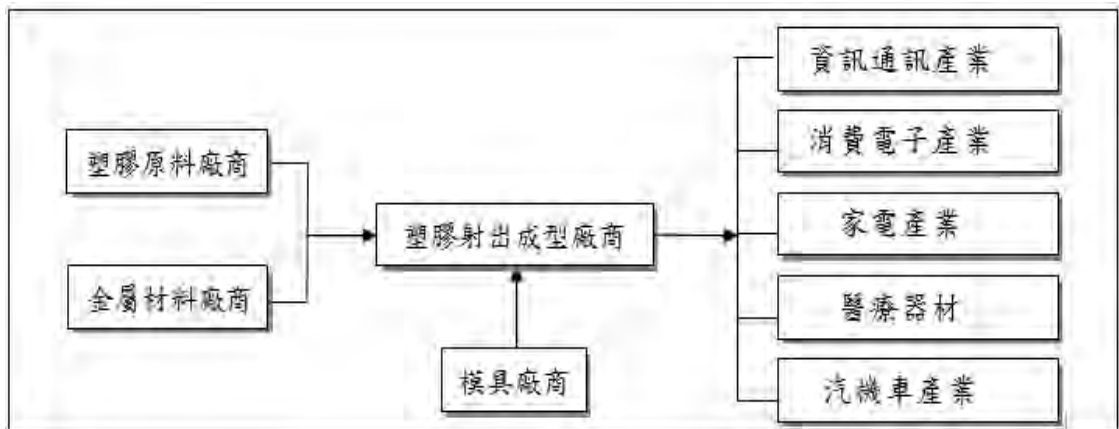 塑膠原料廠商
金屬材料廠商
塑膠射出成型廠商
模具廠商
資訊通訊產業
消費電子產業
家電產業
醫療器材
汽機車產業